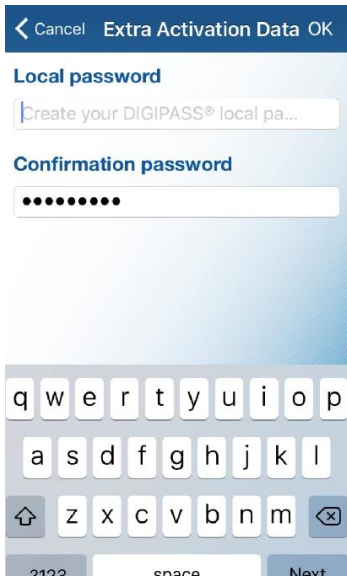 Cancel Extra Activation Data OK
Local password
Create your DIGIPASS® local pa...
Confirmation password
•••••••••
q w e r t y u i o p
a s d f g h j k l
z x c v b n m
space Next